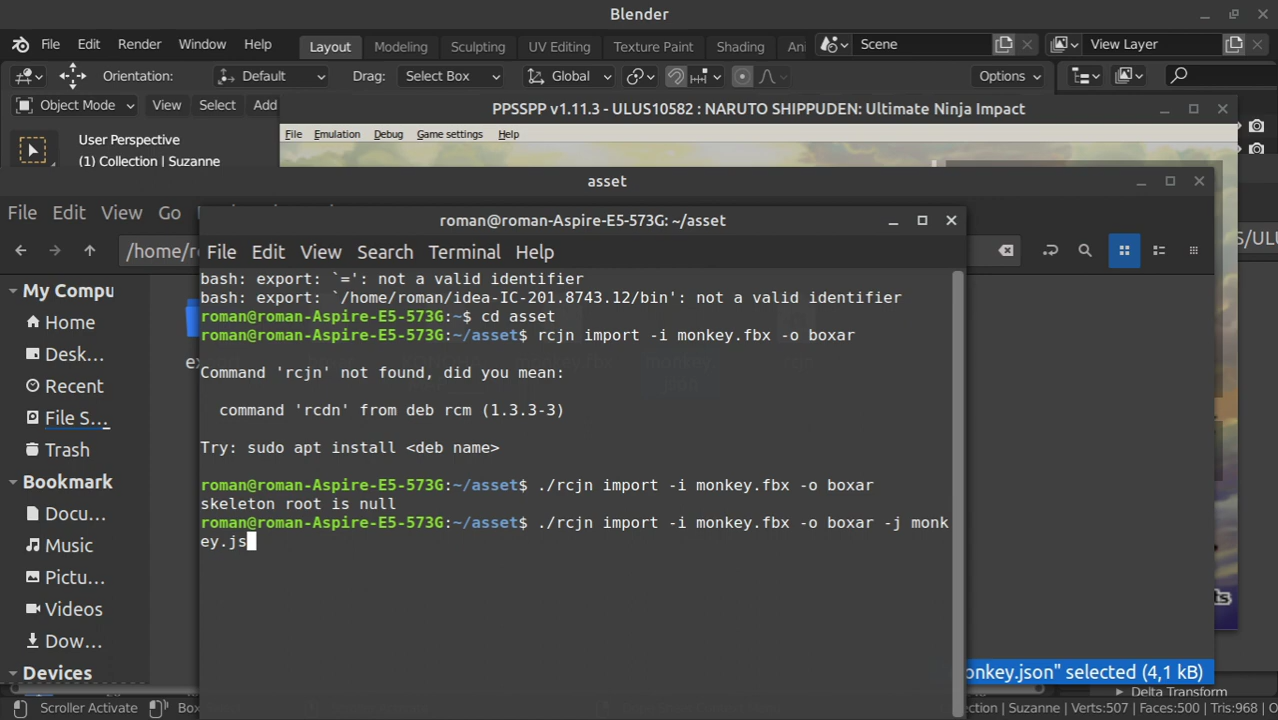 Blender
File Edit Render Window Help Layout Modeling Sculpting UV Editing Texture Paint Shading Scene View Layer
Orientation: Default Drag: Select Box Global Options
Object Mode View Select Add
User Perspective
(1) Collection | Suzanne
PPSSPP v1.11.3 - ULUS10582 : NARUTO SHIPPUDEN: Ultimate Ninja Impact
File Emulation Debug Game settings Help
asset
File Edit View Go
/home/ro
My Compu
Home
Desk...
Recent
File S...
Trash
Bookmark
Docu...
Music
Pictu...
Videos
Dow...
Devices
roman@roman-Aspire-E5-573G: ~/asset
File Edit View Search Terminal Help
bash: export: `=': not a valid identifier
bash: export: `/home/roman/idea-IC-201.8743.12/bin': not a valid identifier
roman@roman-Aspire-E5-573G:~$ cd asset
roman@roman-Aspire-E5-573G:~/asset$ rcjn import -i monkey.fbx -o boxar
Command 'rcjn' not found, did you mean:
command 'rcdn' from deb rcm (1.3.3-3)
Try: sudo apt install <deb name>
roman@roman-Aspire-E5-573G:~/asset$ ./rcjn import -i monkey.fbx -o boxar
skeleton root is null
roman@roman-Aspire-E5-573G:~/asset$ ./rcjn import -i monkey.fbx -o boxar -j monk
ey.js
onkey.json" selected (4,1 kB)
Delta Transform
Scroller Activate Box
Collection | Suzanne | Verts:507 | Faces:500 | Tris:968 | O